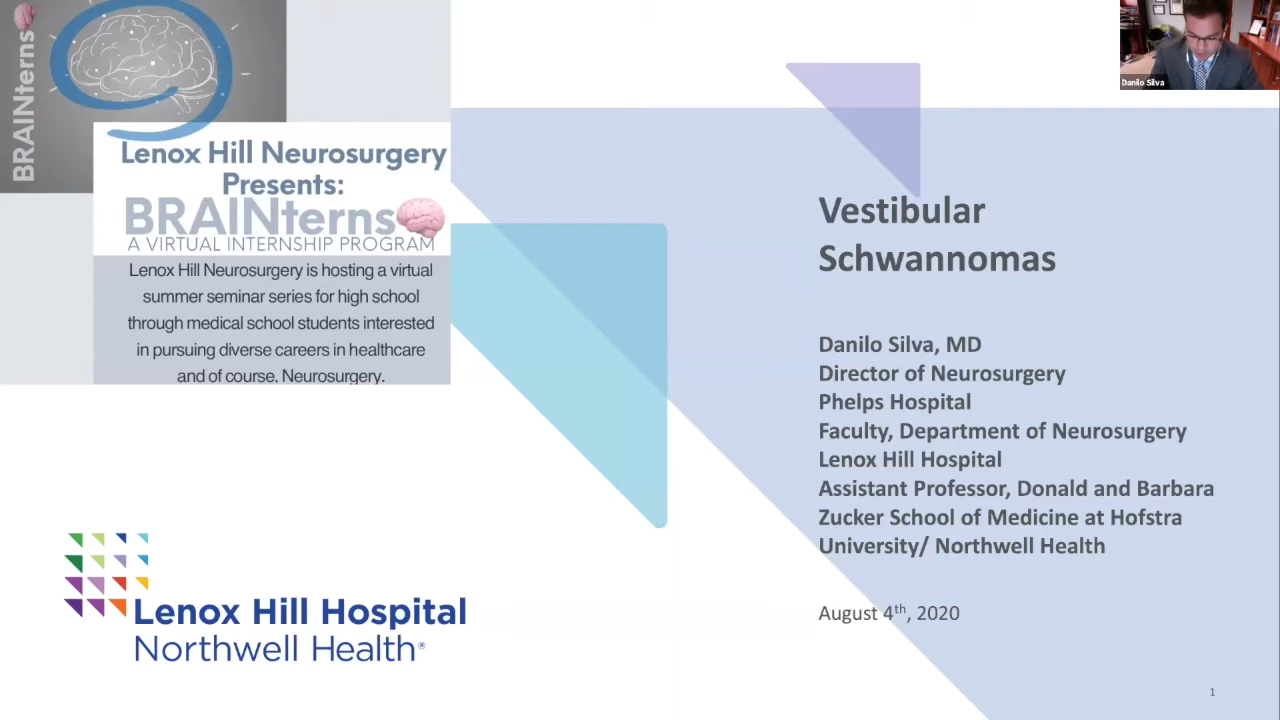 BRAINterns
Lenox Hill Neurosurgery
Presents:
BRAINterns
A VIRTUAL INTERNSHIP PROGRAM
Lenox Hill Neurosurgery is hosting a virtual
summer seminar series for high school
through medical school students interested
in pursuing diverse careers in healthcare
and of course, Neurosurgery.
Danilo Silva
Vestibular
Schwannomas
Danilo Silva, MD
Director of Neurosurgery
Phelps Hospital
Faculty, Department of Neurosurgery
Lenox Hill Hospital
Assistant Professor, Donald and Barbara
Zucker School of Medicine at Hofstra
University/ Northwell Health
August 4th, 2020
Lenox Hill Hospital
Northwell Health®
1